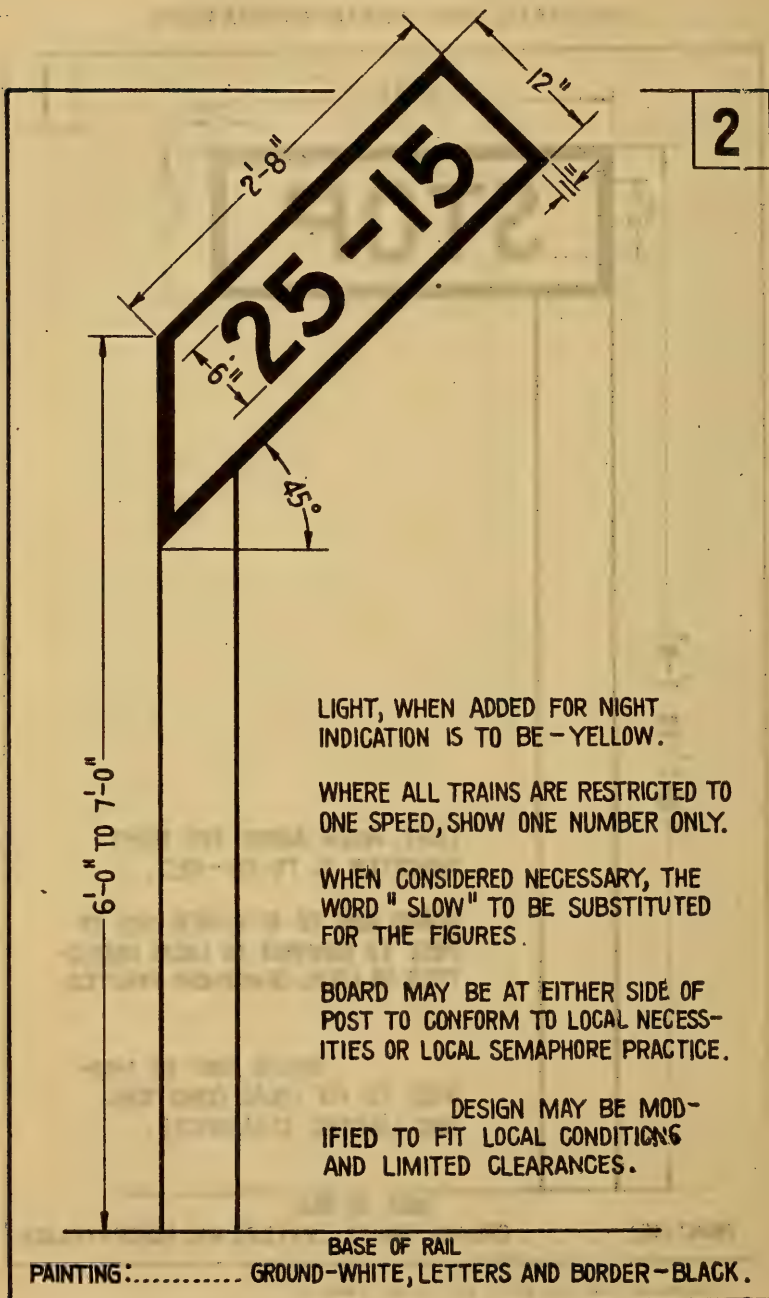 2
2'-8"
12"
1"
25-15
6"
45°
6'-0" TO 7'-0"
LIGHT, WHEN ADDED FOR NIGHT
INDICATION IS TO BE - YELLOW.
WHERE ALL TRAINS ARE RESTRICTED TO
ONE SPEED, SHOW ONE NUMBER ONLY.
WHEN CONSIDERED NECESSARY, THE
WORD "SLOW" TO BE SUBSTITUTED
FOR THE FIGURES.
BOARD MAY BE AT EITHER SIDE OF
POST TO CONFORM TO LOCAL NECESS-
ITIES OR LOCAL SEMAPHORE PRACTICE.
DESIGN MAY BE MOD-
IFIED TO FIT LOCAL CONDITIONS
AND LIMITED CLEARANCES.
BASE OF RAIL
PAINTING:........... GROUND-WHITE, LETTERS AND BORDER-BLACK.